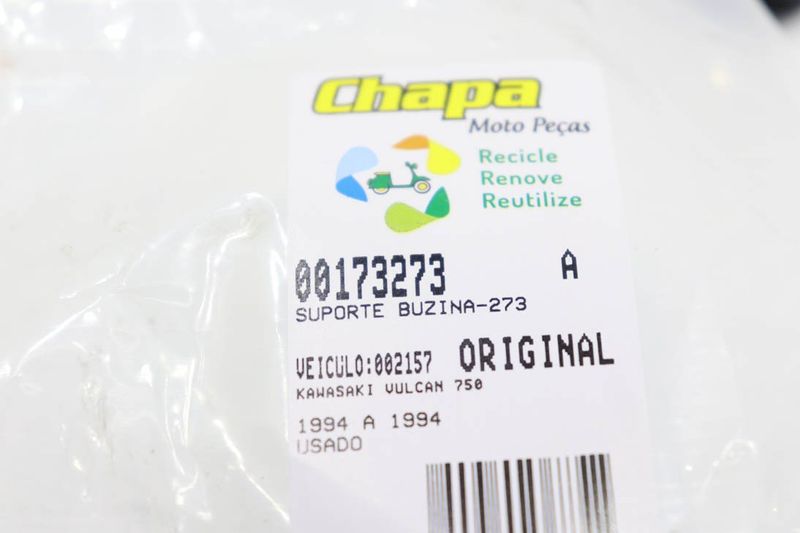 Chapa
Moto Peças
Recicle
Renove
Reutilize
00173273 A
SUPORTE BUZINA-273
VEICULO:002157 ORIGINAL
KAWASAKI VULCAN 750
1994 A 1994
USADO